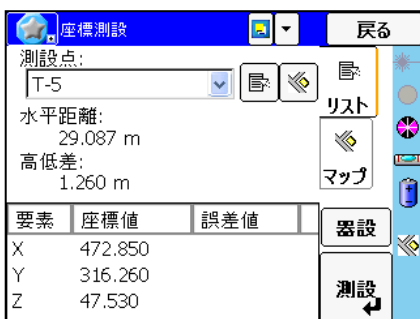 座標測設
戻る
測設点:
T-5
水平距離:
29.087 m
高低差:
1.260 m
リスト
マップ
要素 座標値 誤差値
X 472.850
Y 316.260
Z 47.530
器設
測設